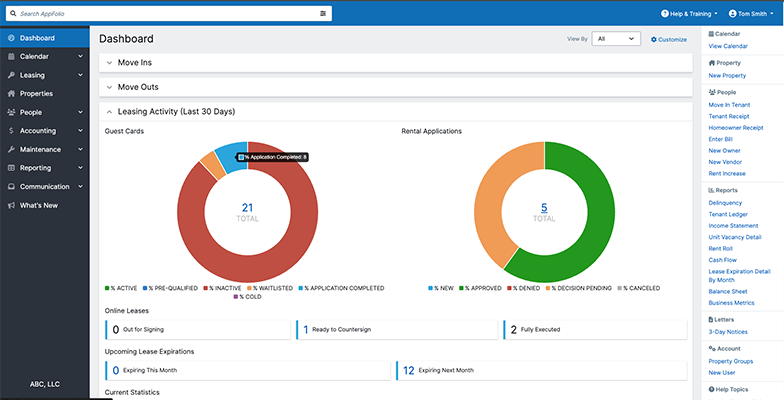 Search AppFolio
Help & Training
Tom Smith
Dashboard
Calendar
Leasing
Properties
People
Accounting
Maintenance
Reporting
Communication
What's New
ABC, LLC
Dashboard
View By
All
Customize
Move Ins
Move Outs
Leasing Activity (Last 30 Days)
Guest Cards
% Application Completed: 8
21
TOTAL
% ACTIVE % PRE-QUALIFIED % INACTIVE % WAITLISTED % APPLICATION COMPLETED
% COLD
Rental Applications
5
TOTAL
% NEW % APPROVED % DENIED % DECISION PENDING % CANCELED
Online Leases
0 Out for Signing
1 Ready to Countersign
2 Fully Executed
Upcoming Lease Expirations
0 Expiring This Month
12 Expiring Next Month
Current Statistics
Calendar
View Calendar
Property
New Property
People
Move In Tenant
Tenant Receipt
Homeowner Receipt
Enter Bill
New Owner
New Vendor
Rent Increase
Reports
Delinquency
Tenant Ledger
Income Statement
Unit Vacancy Detail
Rent Roll
Cash Flow
Lease Expiration Detail
By Month
Balance Sheet
Business Metrics
Letters
3-Day Notices
Account
Property Groups
New User
Help Topics